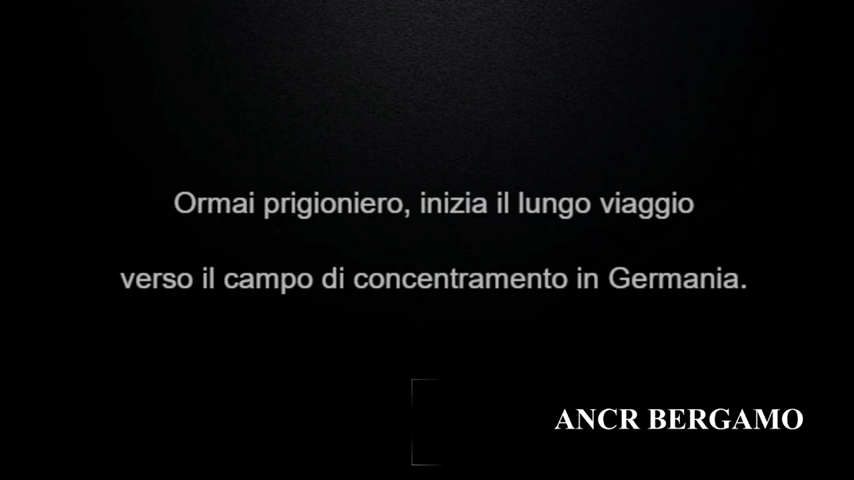 Ormai prigioniero, inizia il lungo viaggio
verso il campo di concentramento in Germania.
ANCR BERGAMO